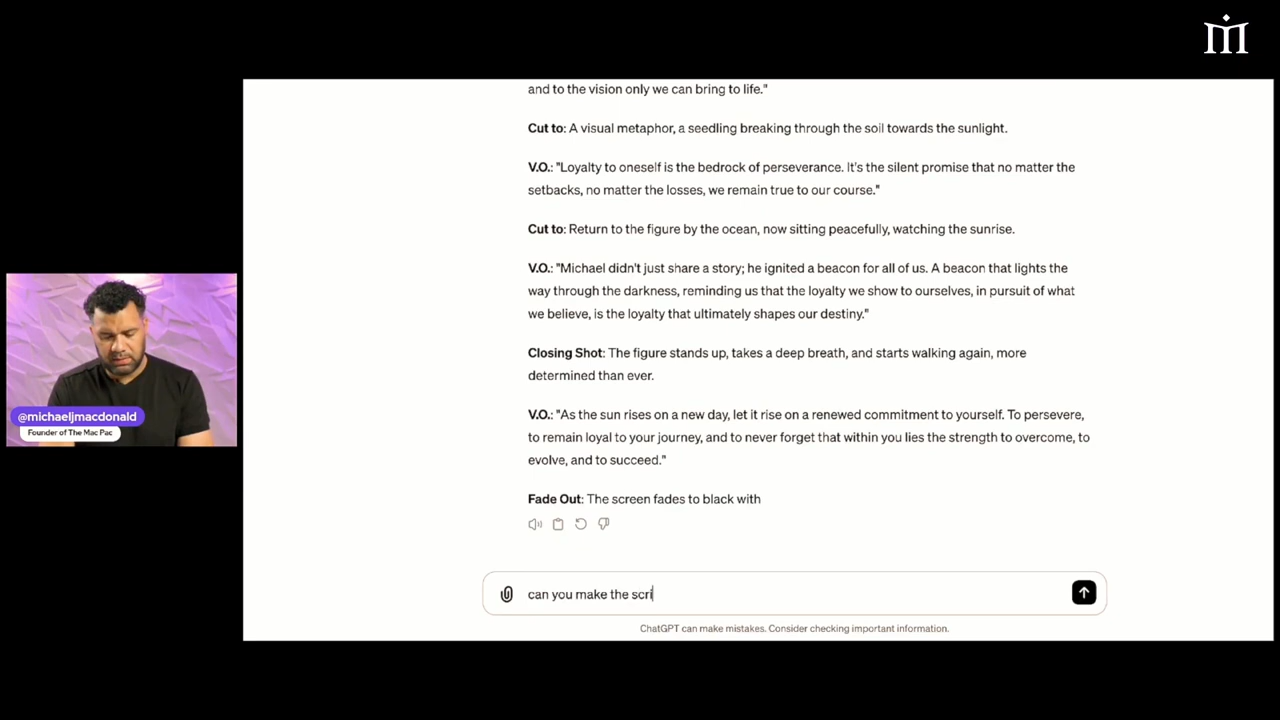 and to the vision only we can bring to life."
Cut to: A visual metaphor, a seedling breaking through the soil towards the sunlight.
V.O.: "Loyalty to oneself is the bedrock of perseverance. It's the silent promise that no matter the
setbacks, no matter the losses, we remain true to our course."
Cut to: Return to the figure by the ocean, now sitting peacefully, watching the sunrise.
V.O.: "Michael didn't just share a story; he ignited a beacon for all of us. A beacon that lights the
way through the darkness, reminding us that the loyalty we show to ourselves, in pursuit of what
we believe, is the loyalty that ultimately shapes our destiny."
Closing Shot: The figure stands up, takes a deep breath, and starts walking again, more
determined than ever.
V.O.: "As the sun rises on a new day, let it rise on a renewed commitment to yourself. To persevere,
to remain loyal to your journey, and to never forget that within you lies the strength to overcome, to
evolve, and to succeed."
Fade Out: The screen fades to black with
can you make the scri
ChatGPT can make mistakes. Consider checking important information.
@michaeljmacdonald
Founder of The Mac Pac